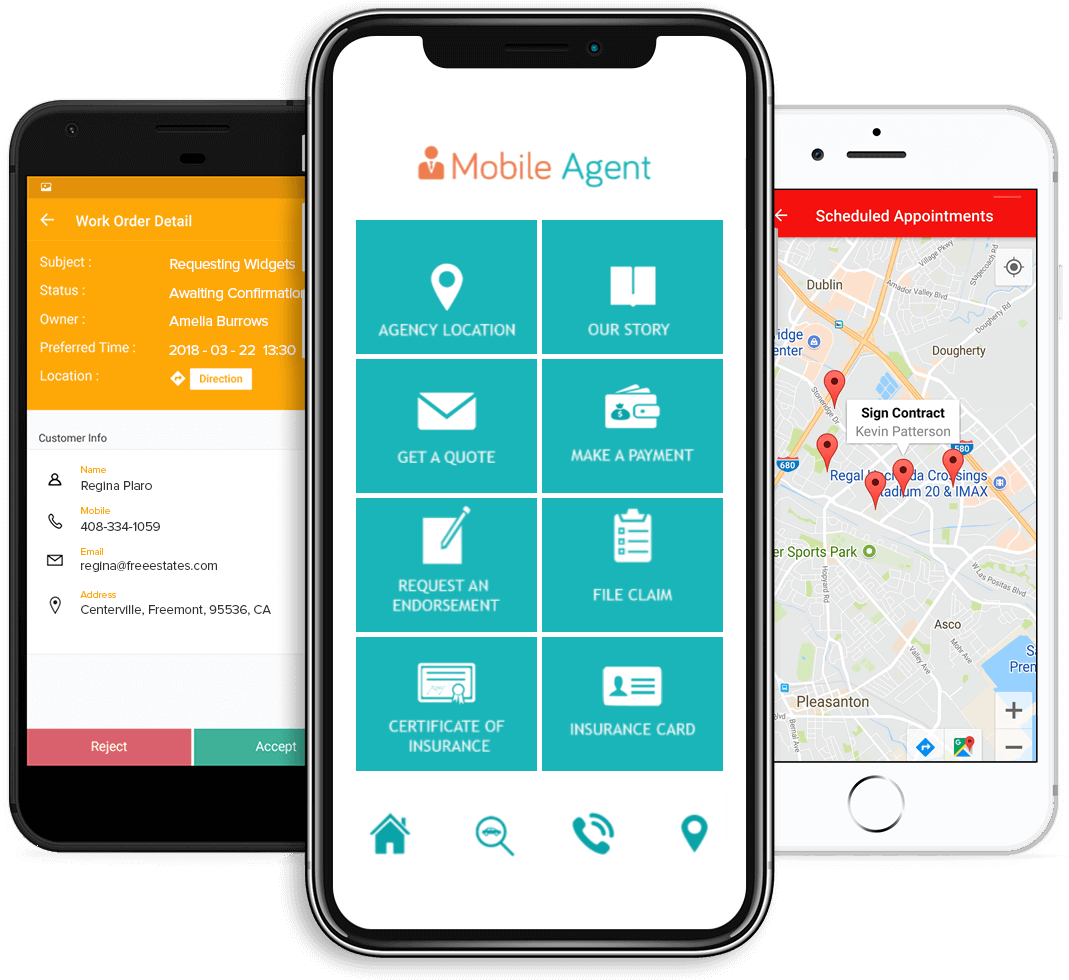 Work Order Detail
Subject :
Requesting Widgets
Status :
Awaiting Confirmation
Owner :
Amelia Burrows
Preferred Time :
2018 - 03 - 22 13:30
Location :
Direction
Customer Info
Name
Regina Plaro
Mobile
408-334-1059
Email
regina@freeestates.com
Address
Centerville, Freemont, 95536, CA
Reject
Accept
Mobile Agent
AGENCY LOCATION
OUR STORY
GET A QUOTE
MAKE A PAYMENT
REQUEST AN
ENDORSEMENT
FILE CLAIM
CERTIFICATE OF
INSURANCE
INSURANCE CARD
Scheduled Appointments
Village Pkwy
Stagecoach Rd
Dublin
Amador Valley Blvd
Dougherty Rd
Dougherty
Stoneridge Dr
Sign Contract
Kevin Patterson
580
680
Regal Crossings
Stadium 20 & IMAX
Sports Park
Hopyard Rd
W Las Positas Blvd
Asco
Mohr Ave
Valley Ave
Pleasanton
Bernal Ave
G